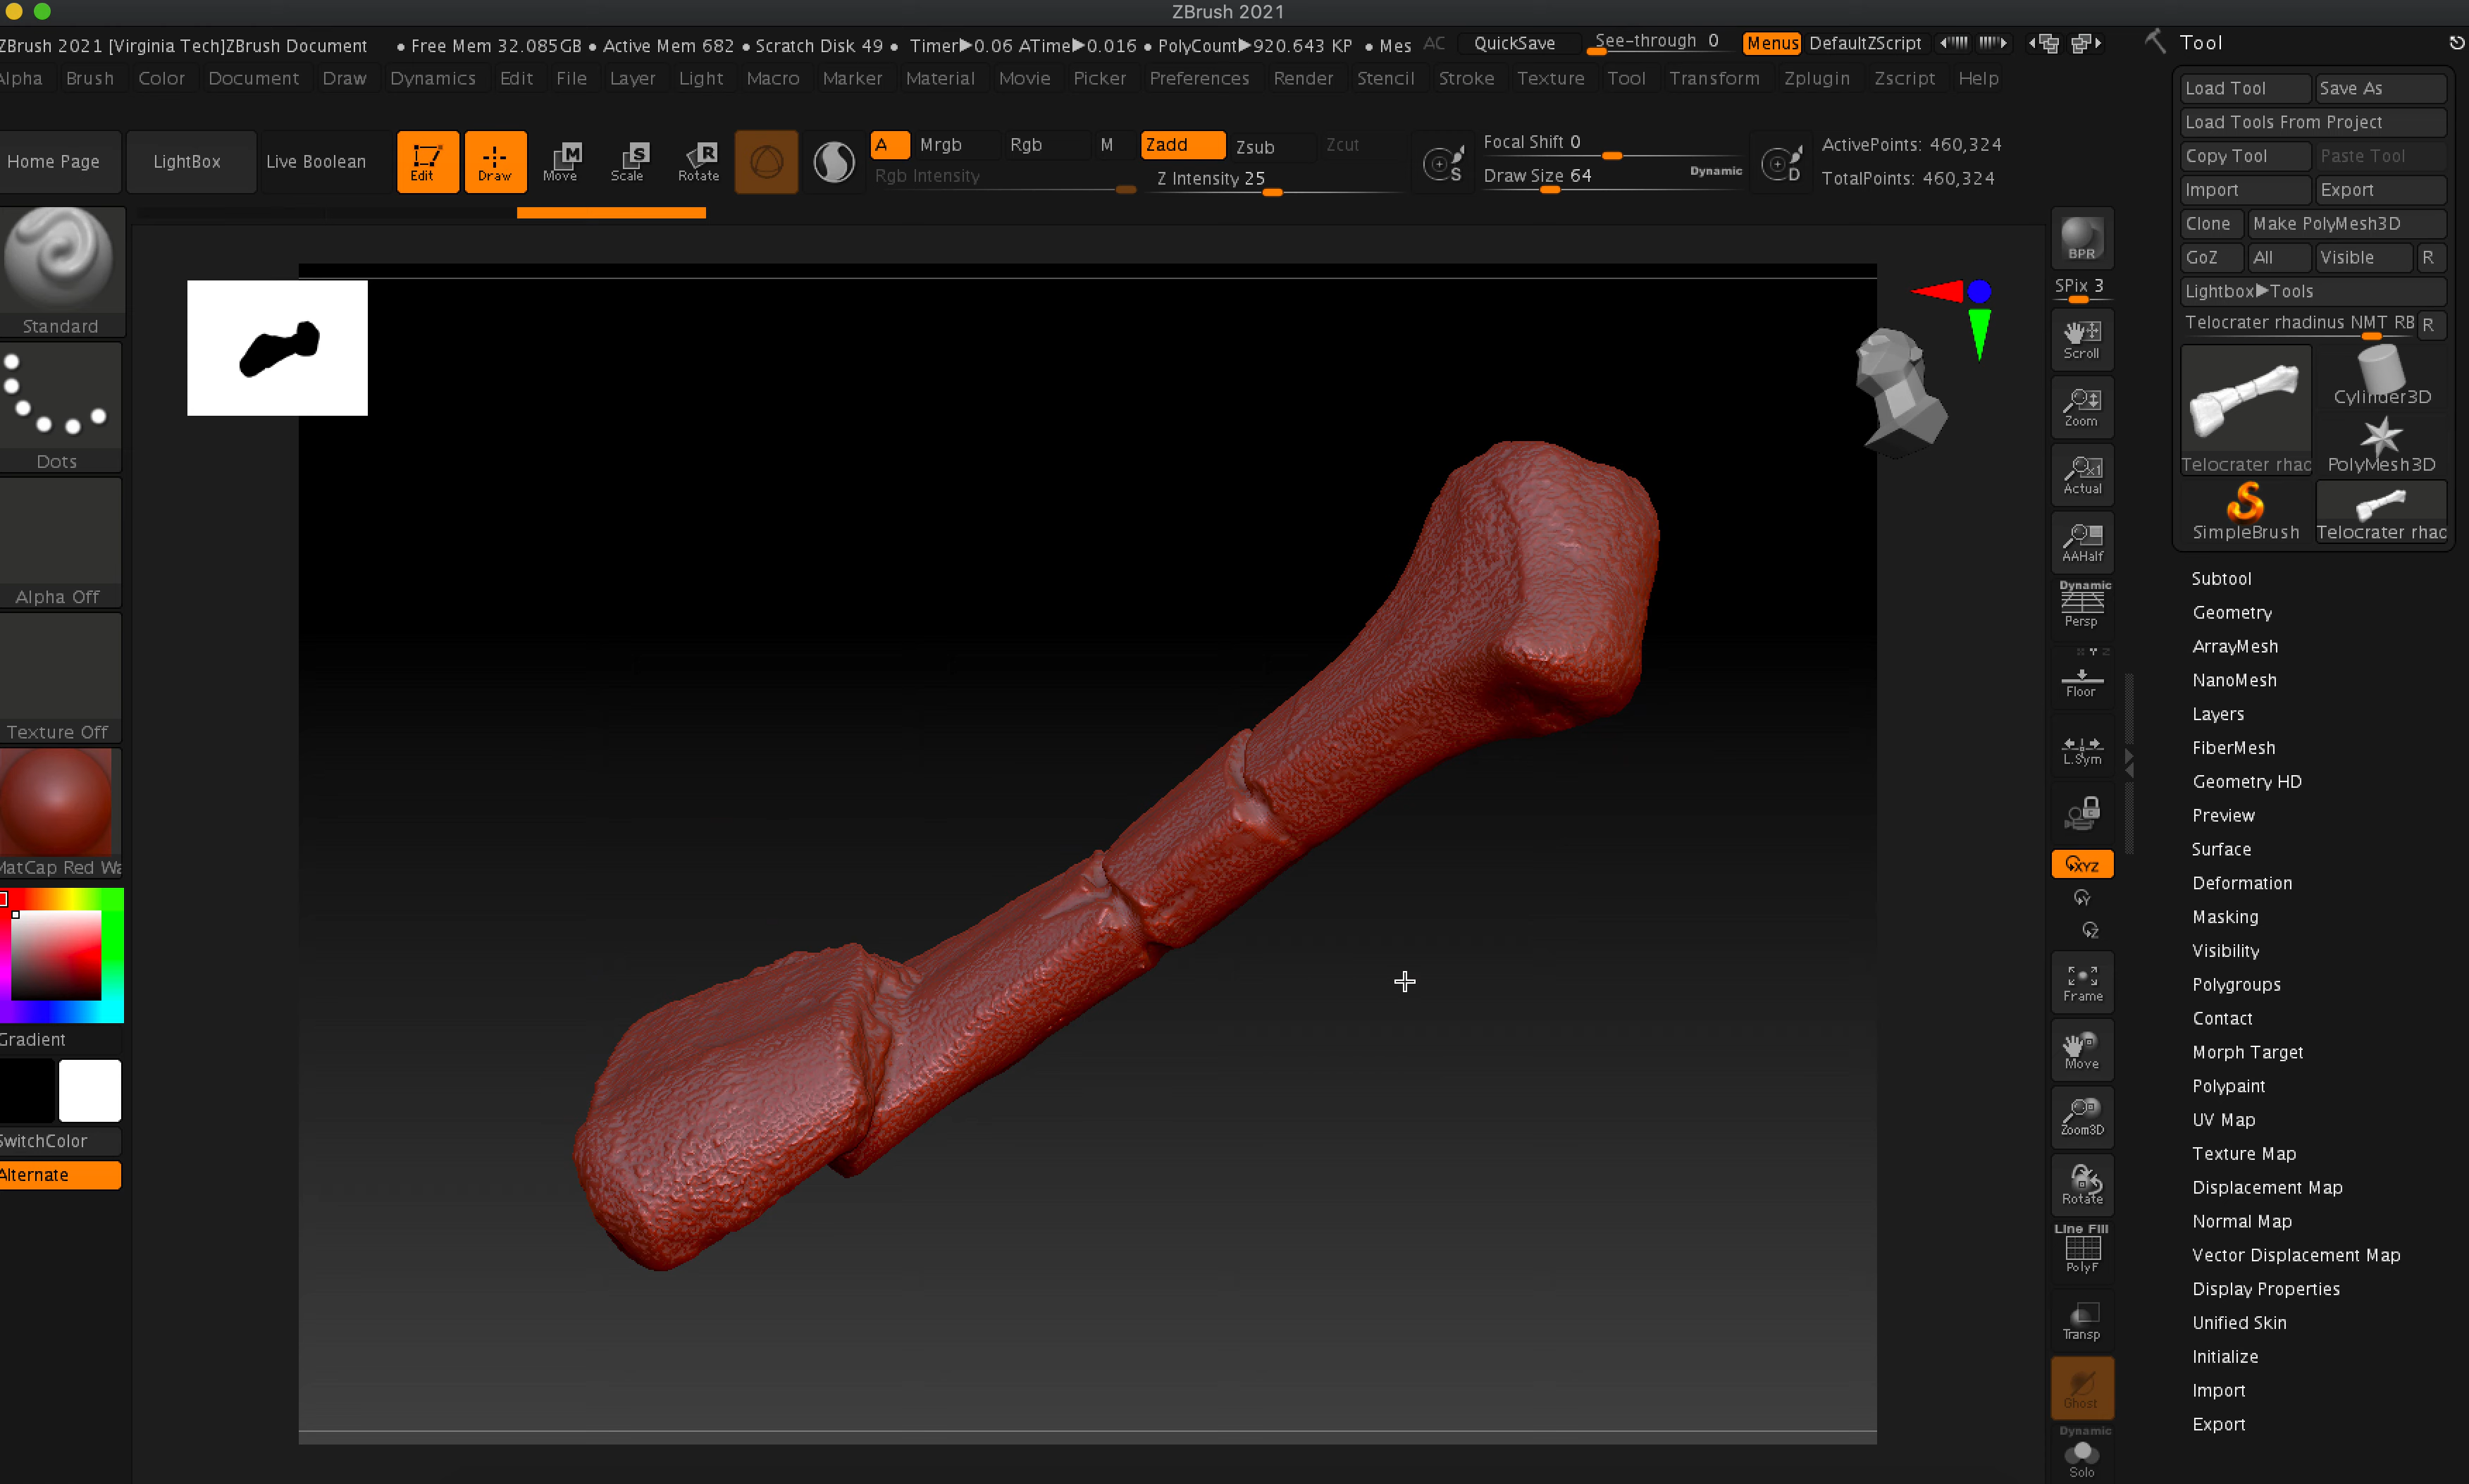 ZBrush 2021
ZBrush 2021 [Virginia Tech]ZBrush Document • Free Mem 32.085GB • Active Mem 682 • Scratch Disk 49 • Timer▶0.06 ATime▶0.016 • PolyCount▶920.643 KP • Mes AC QuickSave See-through 0 Menus DefaultZScript
Alpha Brush Color Document Draw Dynamics Edit File Layer Light Macro Marker Material Movie Picker Preferences Render Stencil Stroke Texture Tool Transform Zplugin Zscript Help
Home Page LightBox Live Boolean Edit Draw Move Scale Rotate
M S R
A Mrgb Rgb M Zadd Zsub Zcut
Rgb Intensity Z Intensity 25
S Focal Shift 0
Draw Size 64 Dynamic D
ActivePoints: 460,324
TotalPoints: 460,324
Standard
Dots
Alpha Off
Texture Off
MatCap Red Wa
Gradient
SwitchColor
Alternate
BPR
SPix 3
Scroll
Zoom
x1
Actual
AAHalf
Dynamic
Persp
X Y Z
Floor
L.Sym
XYZ
Y
Z
Frame
Move
Zoom3D
Rotate
Line Fill
PolyF
Transp
Ghost
Dynamic
Solo
Tool
Load Tool Save As
Load Tools From Project
Copy Tool Paste Tool
Import Export
Clone Make PolyMesh3D
GoZ All Visible R
Lightbox▶Tools
Telocrater rhadinus NMT RB R
Telocrater rhad Cylinder3D
PolyMesh3D
SimpleBrush Telocrater rhad
Subtool
Geometry
ArrayMesh
NanoMesh
Layers
FiberMesh
Geometry HD
Preview
Surface
Deformation
Masking
Visibility
Polygroups
Contact
Morph Target
Polypaint
UV Map
Texture Map
Displacement Map
Normal Map
Vector Displacement Map
Display Properties
Unified Skin
Initialize
Import
Export